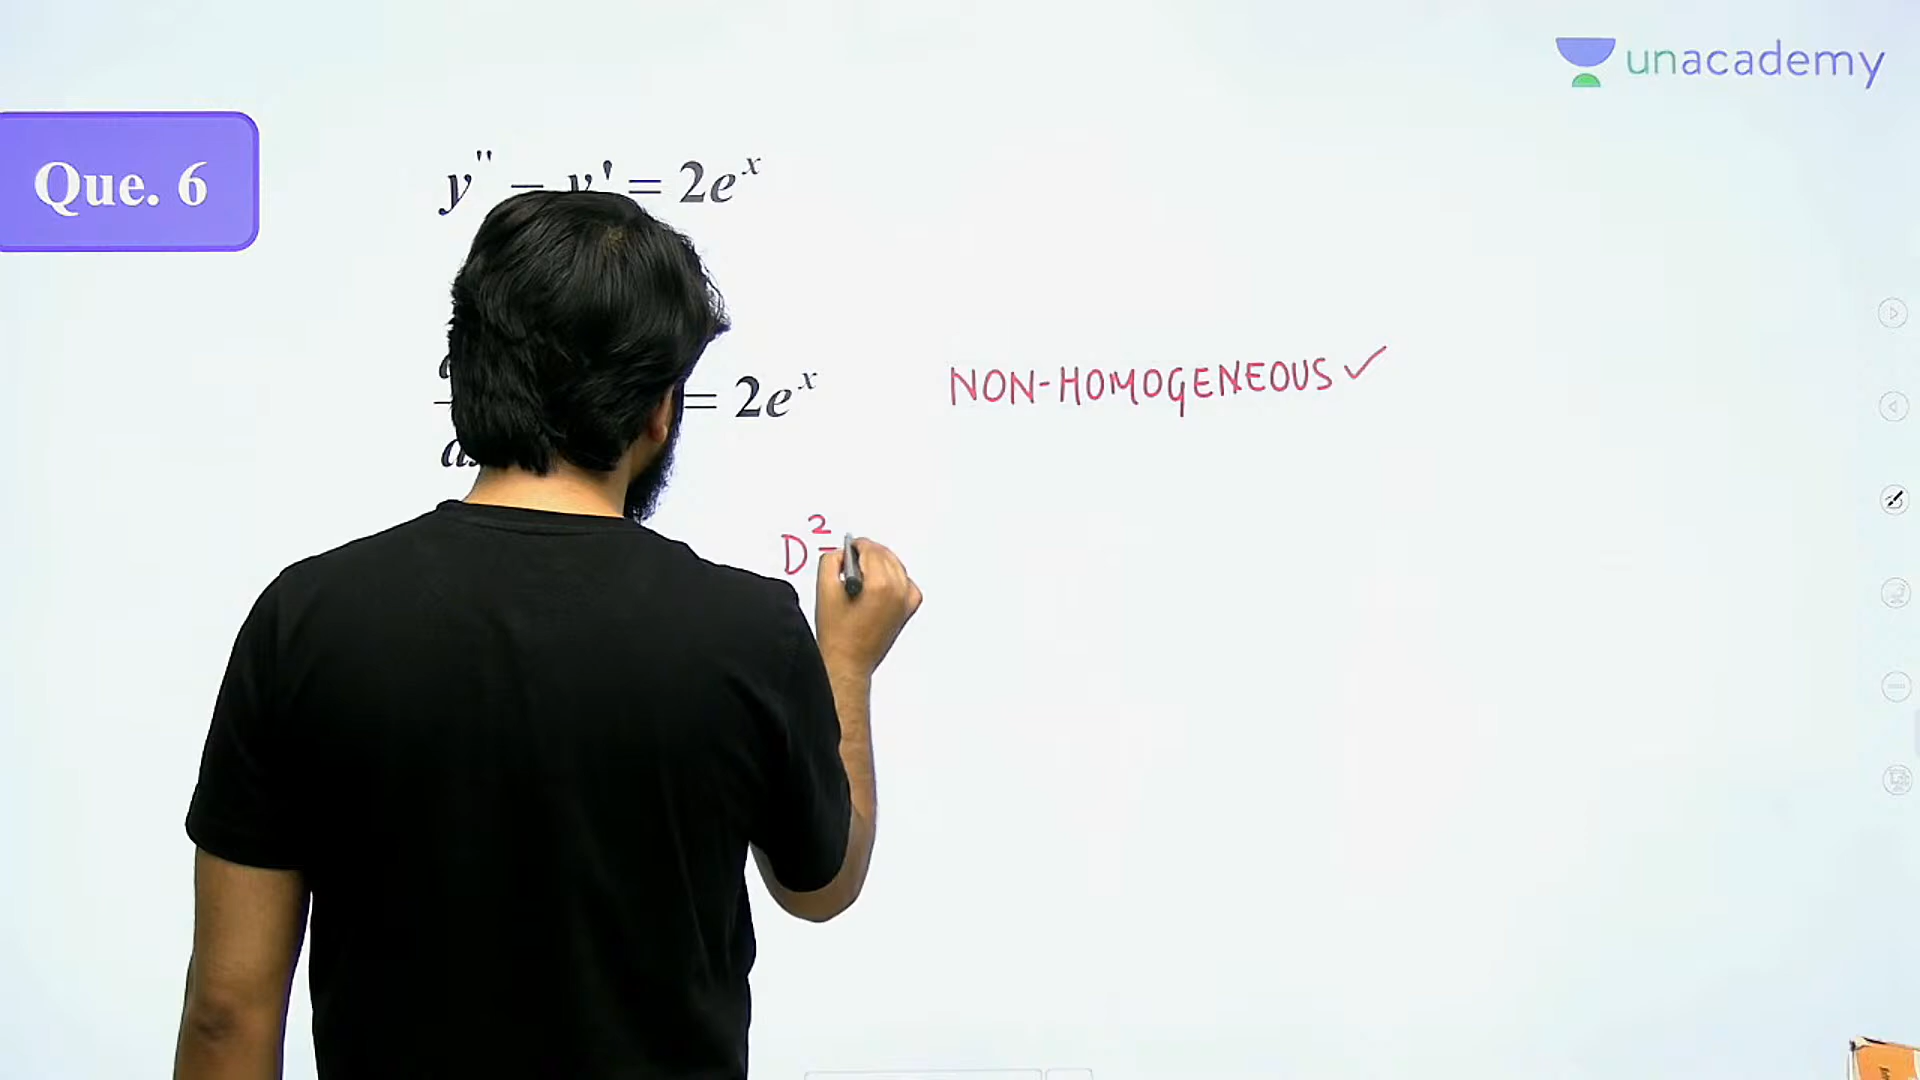 unacademy
Que. 6
y'' − y' = 2e^x
= 2e^x
NON-HOMOGENEOUS ✓
D² −